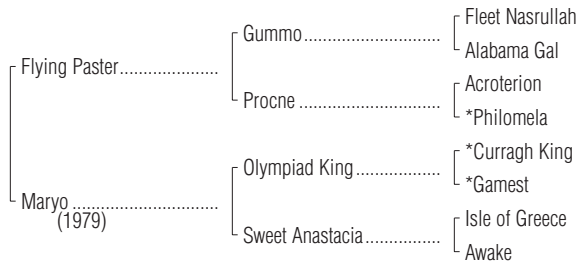 Fleet Nasrullah
Gummo..............................
Alabama Gal
Flying Paster.....................
Acroterion
Procne ...............................
*Philomela
*Curragh King
Olympiad King..................
*Gamest
Maryo ................................
(1979)
Isle of Greece
Sweet Anastacia................
Awake